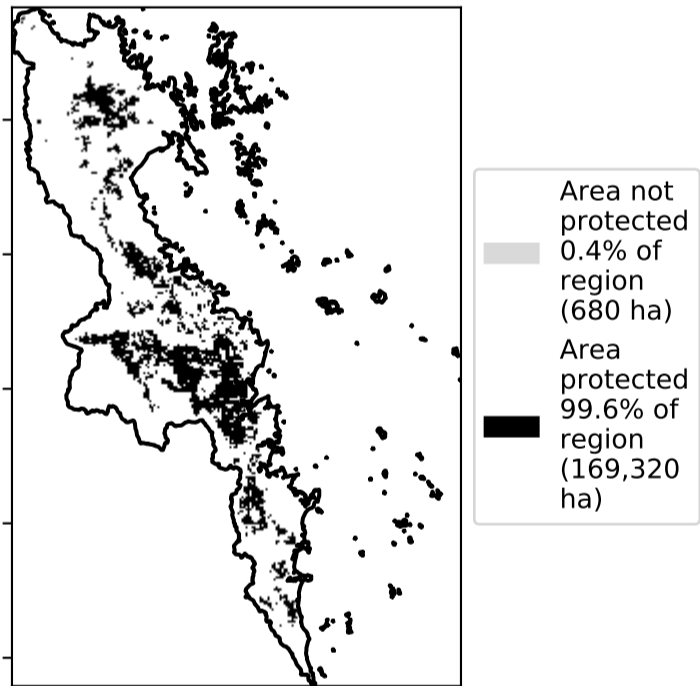 Area not
protected
0.4% of
region
(680 ha)
Area
protected
99.6% of
region
(169,320
ha)